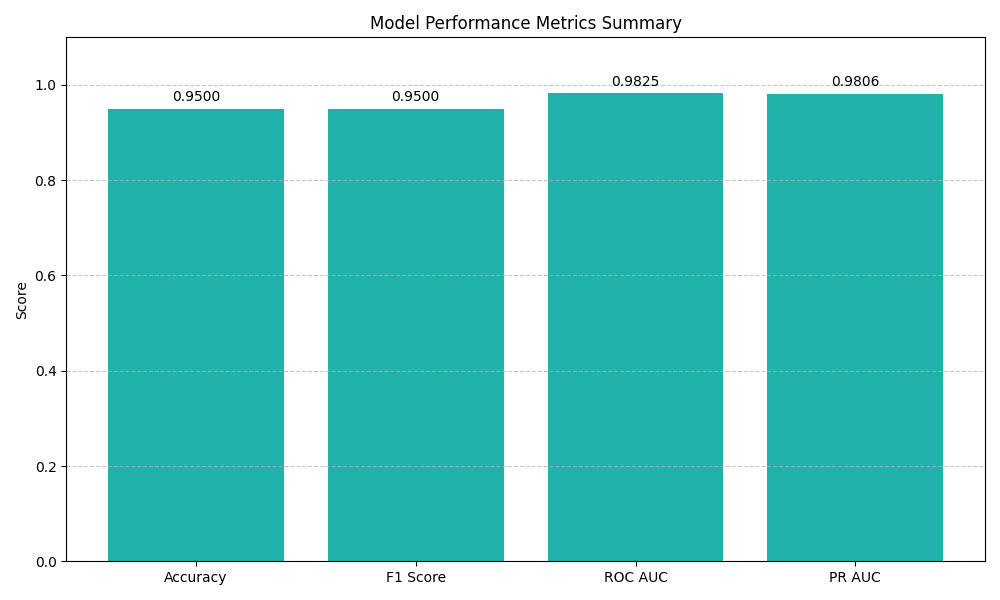 Model Performance Metrics Summary
1.0
0.8
0.6
0.4
0.2
0.0
Score
0.9500
0.9500
0.9825
0.9806
Accuracy
F1 Score
ROC AUC
PR AUC